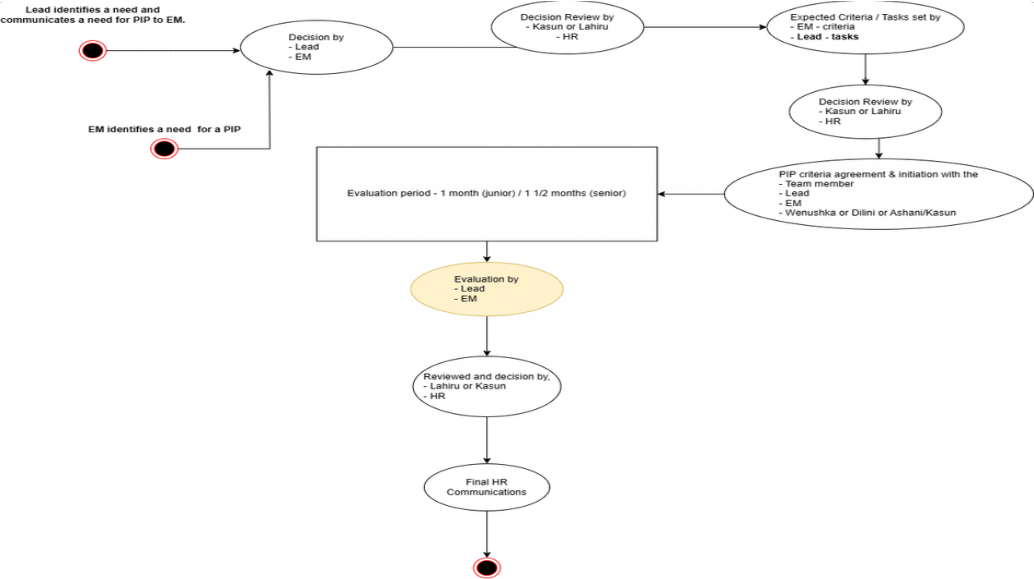 Lead identifies a need and
communicates a need for PIP to EM.
Decision by
- Lead
- EM
Decision Review by
- Kasun or Lahiru
- HR
Expected Criteria / Tasks set by
- EM - criteria
- Lead - tasks
Decision Review by
- Kasun or Lahiru
- HR
EM identifies a need for a PIP
PIP criteria agreement & initiation with the
- Team member
- Lead
- EM
- Wenushka or Dilini or Ashani/Kasun
Evaluation period - 1 month (junior) / 1 1/2 months (senior)
Evaluation by
- Lead
- EM
Reviewed and decision by,
- Lahiru or Kasun
- HR
Final HR
Communications